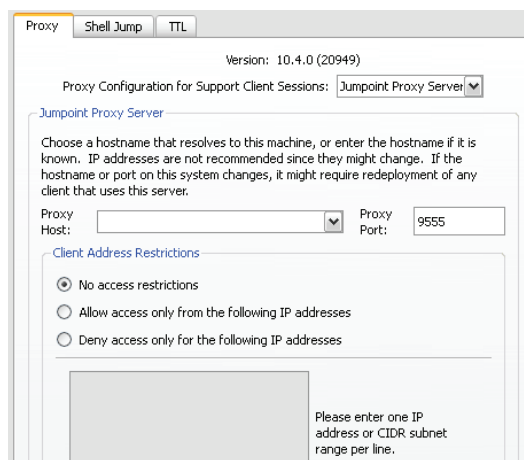 Proxy Shell Jump TTL
Version: 10.4.0 (20949)
Proxy Configuration for Support Client Sessions: Jumpoint Proxy Server
Jumpoint Proxy Server
Choose a hostname that resolves to this machine, or enter the hostname if it is
known. IP addresses are not recommended since they might change. If the
hostname or port on this system changes, it might require redeployment of any
client that uses this server.
Proxy Host:
Proxy Port: 9555
Client Address Restrictions
No access restrictions
Allow access only from the following IP addresses
Deny access only for the following IP addresses
Please enter one IP
address or CIDR subnet
range per line.